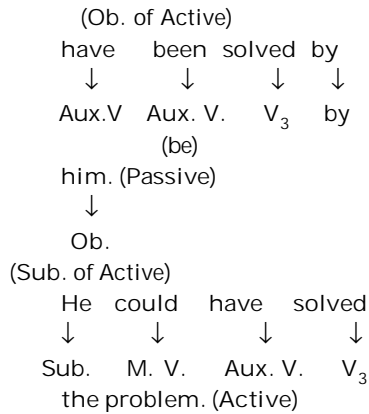 (Ob. of Active)
have been solved by
↓ ↓ ↓ ↓
Aux.V Aux. V. V₃ by
(be)
him. (Passive)
↓
Ob.
(Sub. of Active)
He could have solved
↓ ↓ ↓ ↓
Sub. M. V. Aux. V. V₃
the problem. (Active)